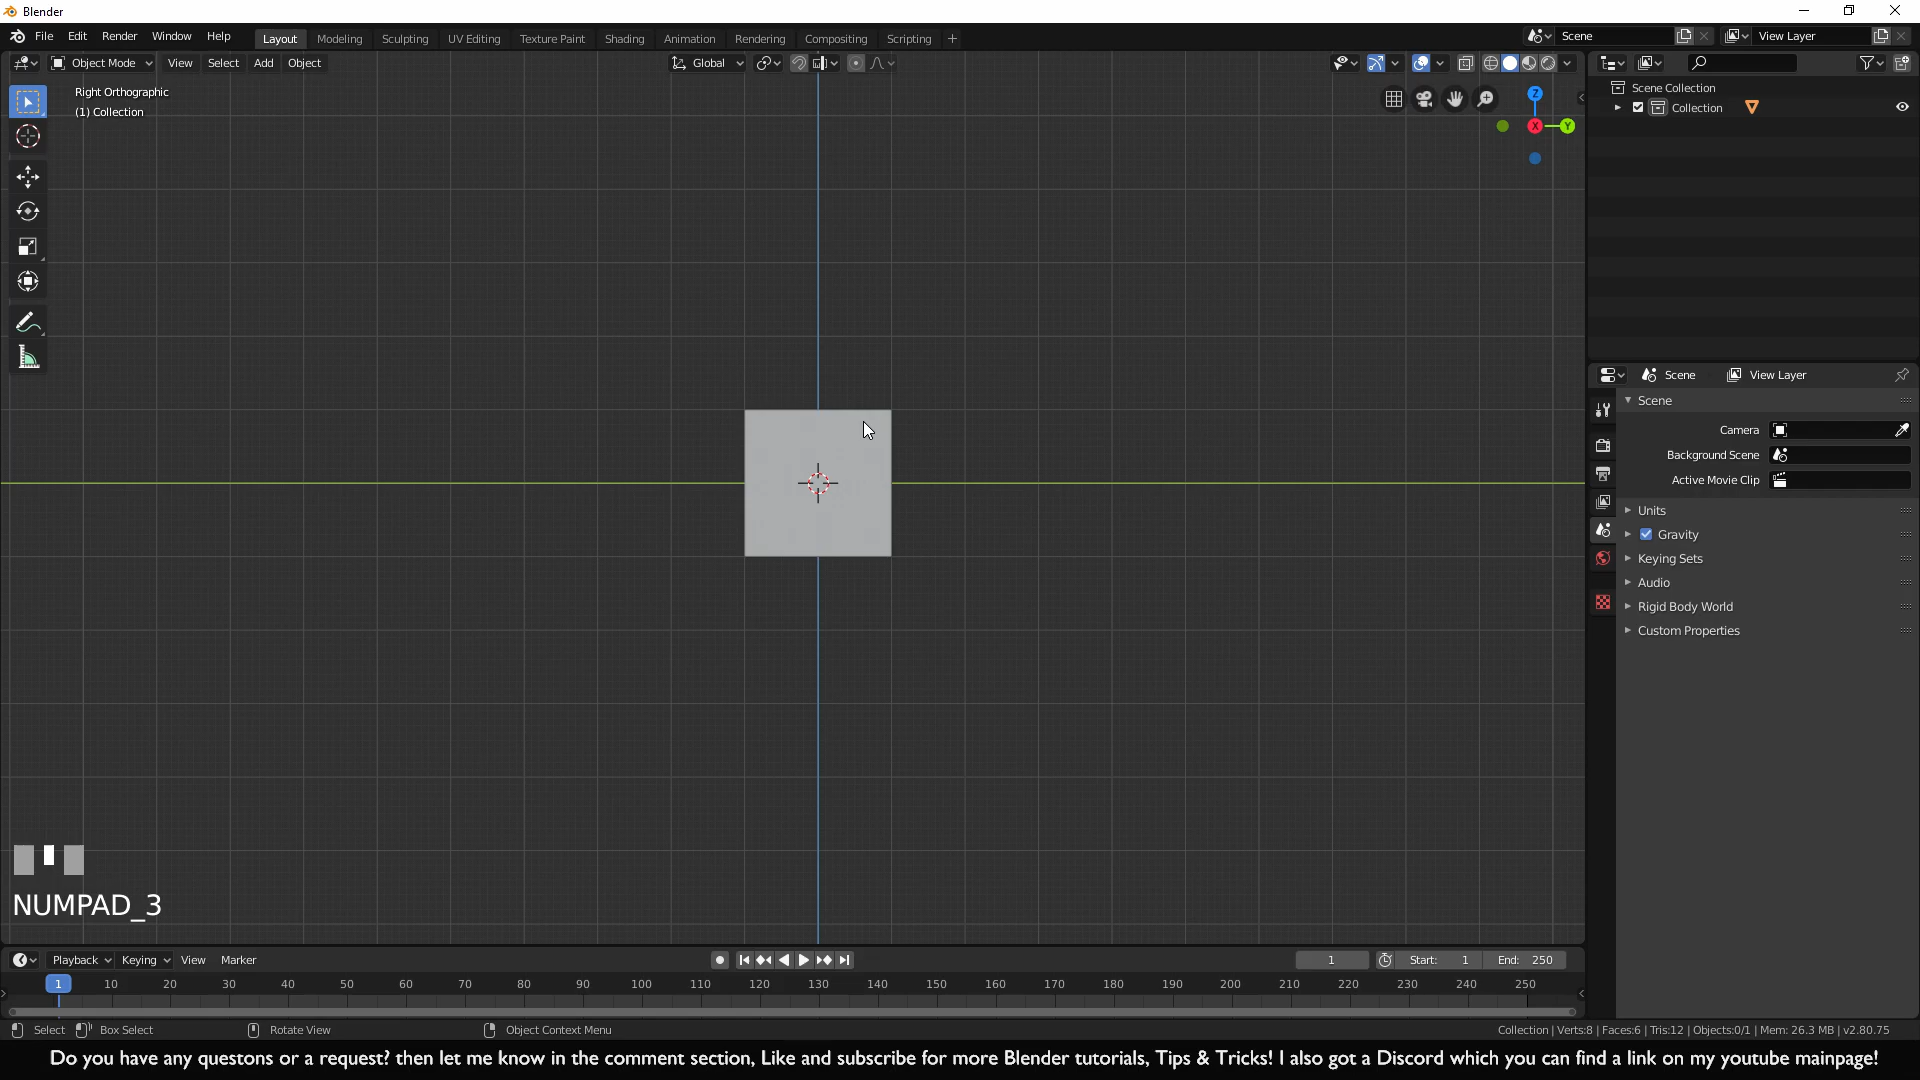 Blender
File Edit Render Window Help Layout Modeling Sculpting UV Editing Texture Paint Shading Animation Rendering Compositing Scripting + Scene View Layer
Object Mode View Select Add Object Global
Right Orthographic
(1) Collection
Z
X Y
Scene Collection
Collection
Scene View Layer
Scene
Camera
Background Scene
Active Movie Clip
Units
Gravity
Keying Sets
Audio
Rigid Body World
Custom Properties
NUMPAD_3
Playback Keying View Marker 1 Start: 1 End: 250
1 10 20 30 40 50 60 70 80 90 100 110 120 130 140 150 160 170 180 190 200 210 220 230 240 250
Select Box Select Rotate View Object Context Menu Collection | Verts:8 | Faces:6 | Tris:12 | Objects:0/1 | Mem: 26.3 MB | v2.80.75
Do you have any questons or a request? then let me know in the comment section, Like and subscribe for more Blender tutorials, Tips & Tricks! I also got a Discord which you can find a link on my youtube mainpage!